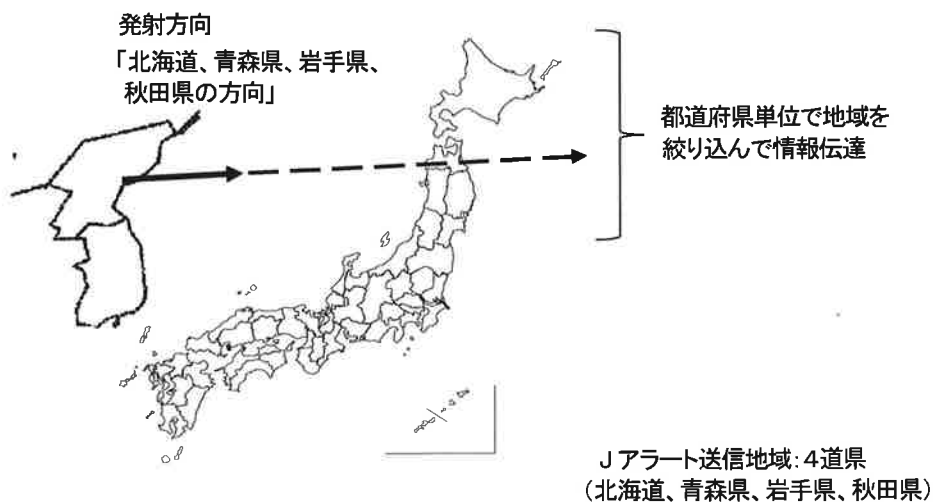 発射方向
「北海道、青森県、岩手県、
秋田県の方向」
都道府県単位で地域を
絞り込んで情報伝達
Jアラート送信地域:4道県
(北海道、青森県、岩手県、秋田県)